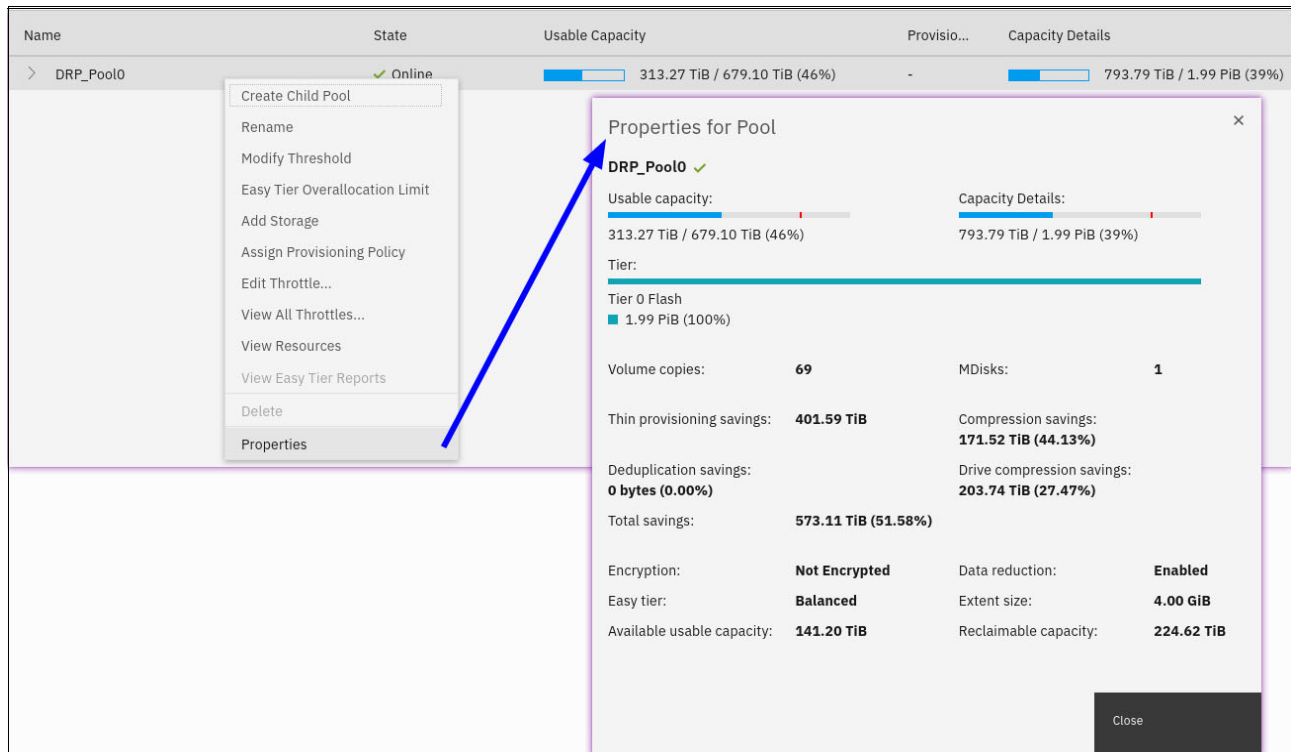 Name State Usable Capacity Provisio... Capacity Details
DRP_Pool0 Online 313.27 TiB / 679.10 TiB (46%) - 793.79 TiB / 1.99 PiB (39%)
Create Child Pool
Rename
Modify Threshold
Easy Tier Overallocation Limit
Add Storage
Assign Provisioning Policy
Edit Throttle...
View All Throttles...
View Resources
View Easy Tier Reports
Delete
Properties
Properties for Pool
DRP_Pool0
Usable capacity: Capacity Details:
313.27 TiB / 679.10 TiB (46%) 793.79 TiB / 1.99 PiB (39%)
Tier:
Tier 0 Flash
1.99 PiB (100%)
Volume copies: 69 MDisks: 1
Thin provisioning savings: 401.59 TiB Compression savings:
171.52 TiB (44.13%)
Deduplication savings: Drive compression savings:
0 bytes (0.00%) 203.74 TiB (27.47%)
Total savings: 573.11 TiB (51.58%)
Encryption: Not Encrypted Data reduction: Enabled
Easy tier: Balanced Extent size: 4.00 GiB
Available usable capacity: 141.20 TiB Reclaimable capacity: 224.62 TiB
Close